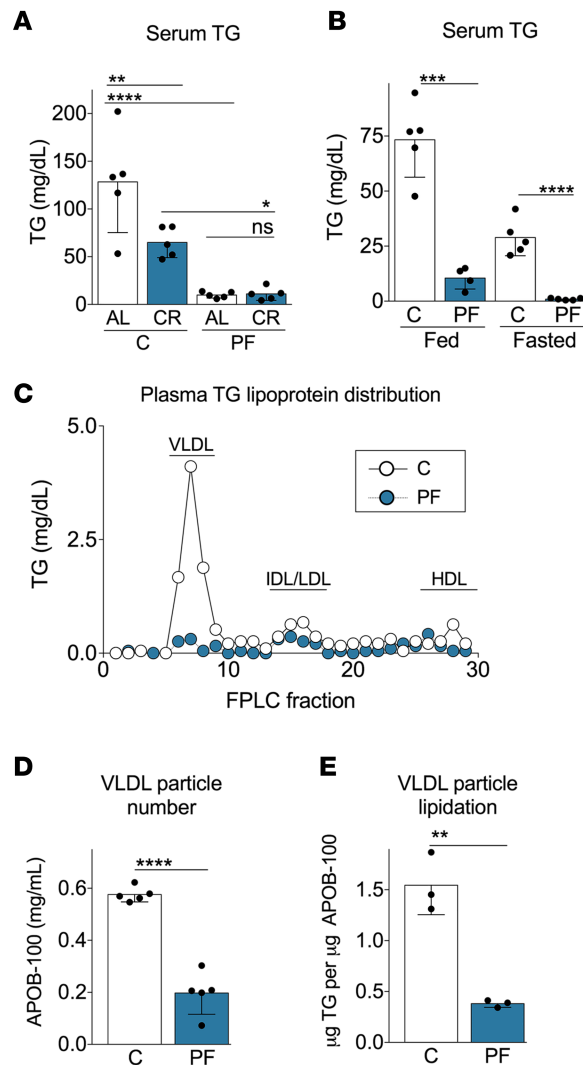 A
Serum TG
**
****
*
ns
TG (mg/dL)
200
150
100
50
0
AL CR AL CR
C PF
B
Serum TG
***
****
TG (mg/dL)
75
50
25
0
C PF C PF
Fed Fasted
C
Plasma TG lipoprotein distribution
VLDL
IDL/LDL
HDL
C
PF
TG (mg/dL)
5.0
2.5
0.0
0 10 20 30
FPLC fraction
D
VLDL particle
number
****
APOB-100 (mg/mL)
0.6
0.4
0.2
0.0
C PF
E
VLDL particle
lipidation
**
µg TG per µg APOB-100
1.5
1.0
0.5
0.0
C PF